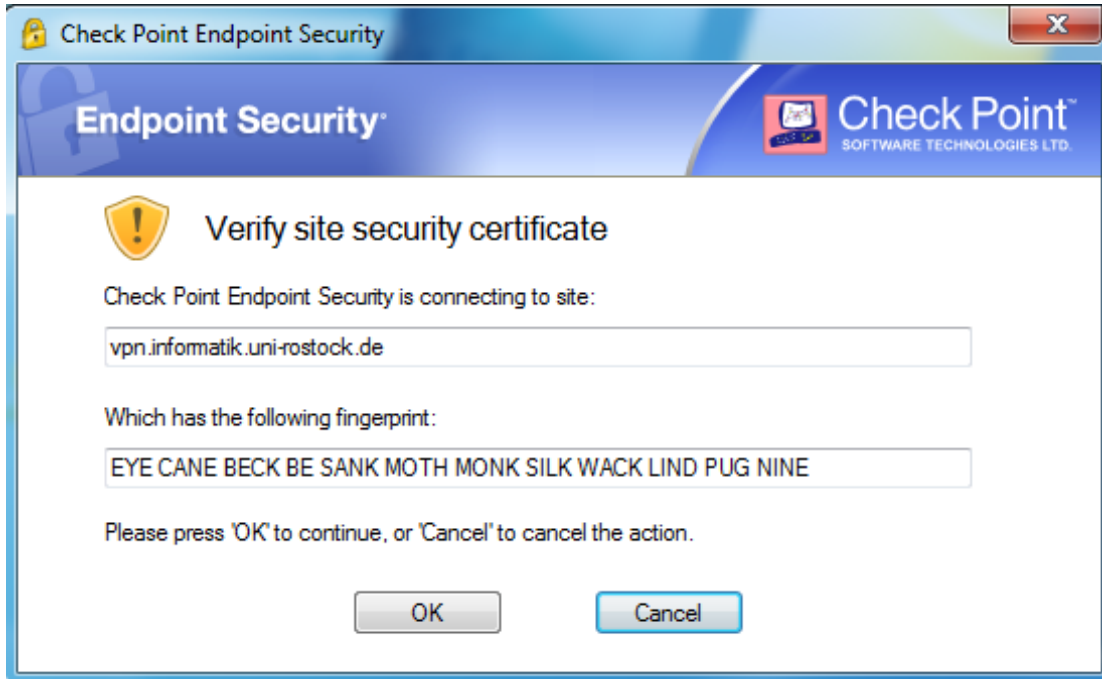 Check Point Endpoint Security
Endpoint Security
Check Point™
SOFTWARE TECHNOLOGIES LTD.
Verify site security certificate
Check Point Endpoint Security is connecting to site:
vpn.informatik.uni-rostock.de
Which has the following fingerprint:
EYE CANE BECK BE SANK MOTH MONK SILK WACK LIND PUG NINE
Please press 'OK' to continue, or 'Cancel' to cancel the action.
OK
Cancel